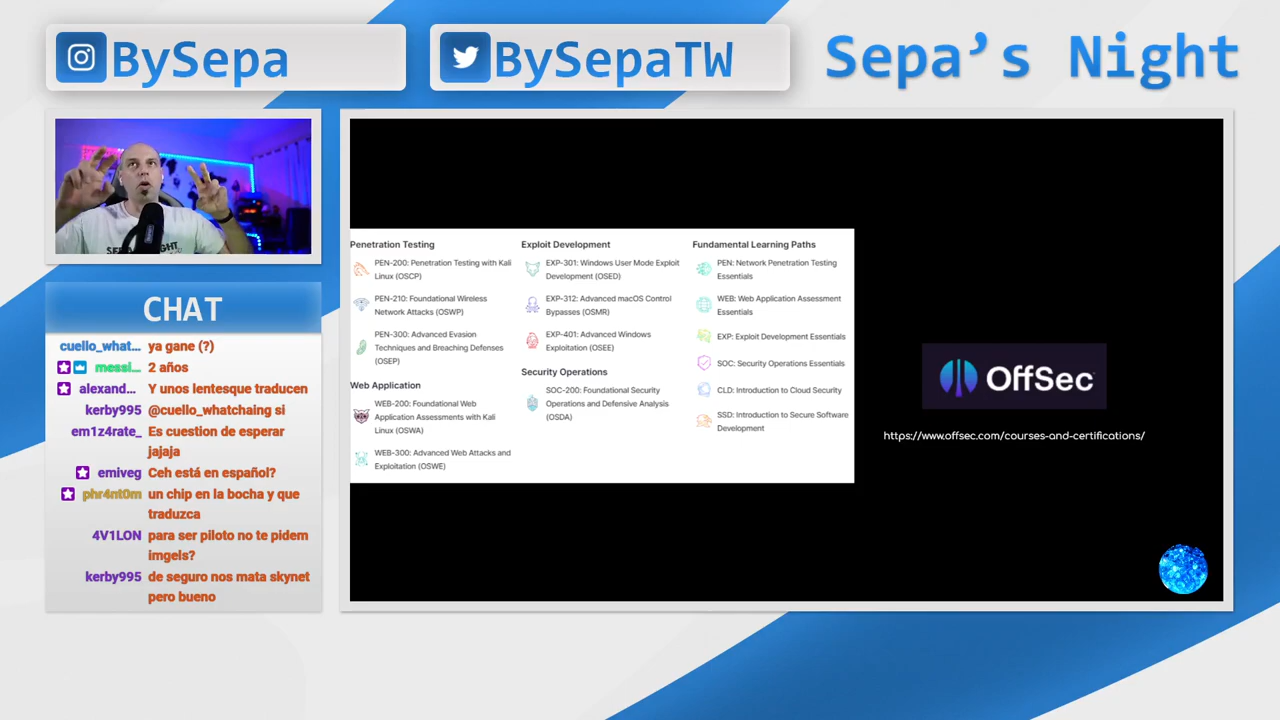 BySepa
BySepaTW
Sepa's Night
CHAT
cuello_what... ya gane (?)
messi... 2 años
alexand... Y unos lentesque traducen
kerby995 @cuello_whatchaing si
em1z4rate_ Es cuestion de esperar
jajaja
emiveg Ceh está en español?
phr4nt0m un chip en la bocha y que
traduzca
4V1LON para ser piloto no te pidem
imgels?
kerby995 de seguro nos mata skynet
pero bueno
Penetration Testing
PEN-200: Penetration Testing with Kali
Linux (OSCP)
PEN-210: Foundational Wireless
Network Attacks (OSWP)
PEN-300: Advanced Evasion
Techniques and Breaching Defenses
(OSEP)
Web Application
WEB-200: Foundational Web
Application Assessments with Kali
Linux (OSWA)
WEB-300: Advanced Web Attacks and
Exploitation (OSWE)
Exploit Development
EXP-301: Windows User Mode Exploit
Development (OSED)
EXP-312: Advanced macOS Control
Bypasses (OSMR)
EXP-401: Advanced Windows
Exploitation (OSEE)
Security Operations
SOC-200: Foundational Security
Operations and Defensive Analysis
(OSDA)
Fundamental Learning Paths
PEN: Network Penetration Testing
Essentials
WEB: Web Application Assessment
Essentials
EXP: Exploit Development Essentials
SOC: Security Operations Essentials
CLD: Introduction to Cloud Security
SSD: Introduction to Secure Software
Development
OffSec
https://www.offsec.com/courses-and-certifications/